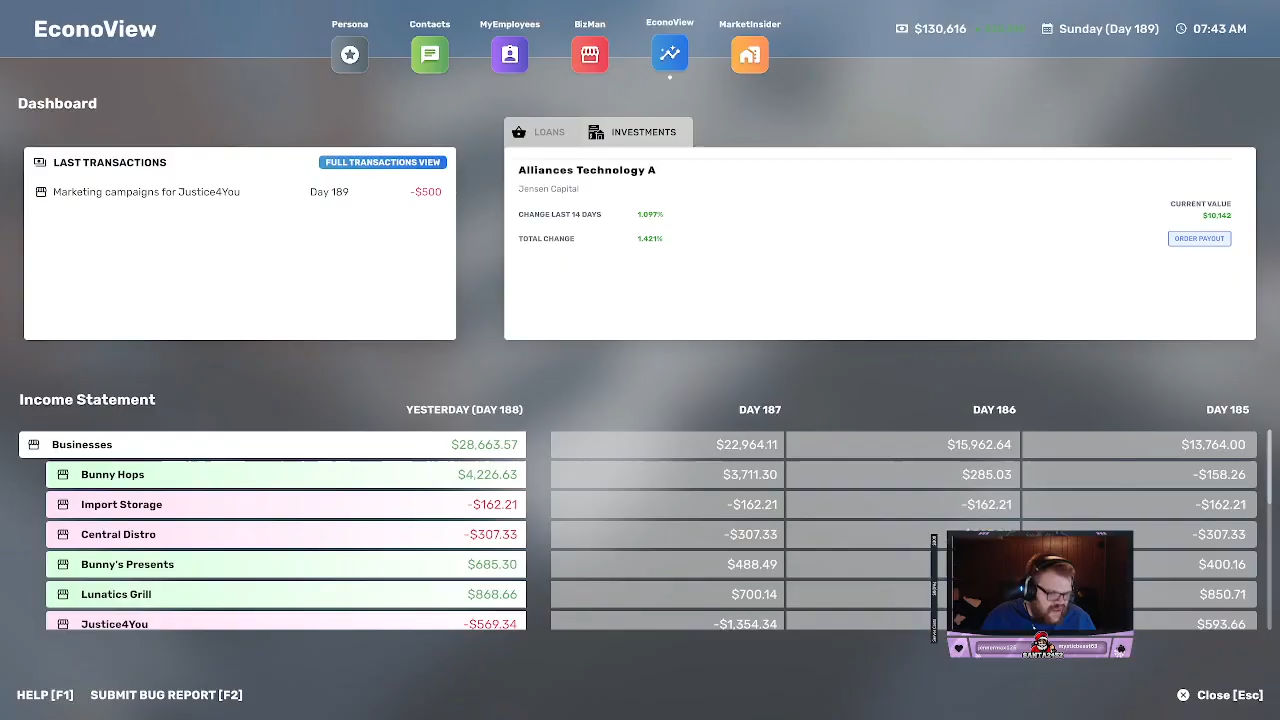 EconoView
Persona
Contacts
MyEmployees
BizMan
EconoView
MarketInsider
$130,616
Sunday (Day 189)
07:43 AM
Dashboard
LOANS
INVESTMENTS
LAST TRANSACTIONS
FULL TRANSACTIONS VIEW
Marketing campaigns for Justice4You Day 189 -$500
Alliances Technology A
Jensen Capital
CHANGE LAST 14 DAYS 1.097%
TOTAL CHANGE 1.421%
CURRENT VALUE
$10,142
ORDER PAYOUT
Income Statement
YESTERDAY (DAY 188) DAY 187 DAY 186 DAY 185
Businesses $28,663.57 $22,964.11 $15,962.64 $13,764.00
Bunny Hops $4,226.63 $3,711.30 $285.03 -$158.26
Import Storage -$162.21 -$162.21 -$162.21 -$162.21
Central Distro -$307.33 -$307.33 -$307.33
Bunny's Presents $685.30 $488.49 $400.16
Lunatics Grill $868.66 $700.14 $850.71
Justice4You -$569.34 -$1,354.34 $593.66
SANTA2452
HELP [F1]
SUBMIT BUG REPORT [F2]
Close [Esc]